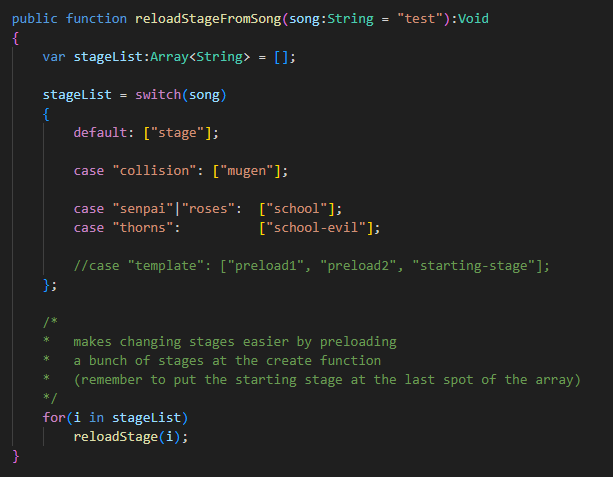 public function reloadStageFromSong(song:String = "test"):Void
{
    var stageList:Array<String> = [];

    stageList = switch(song)
    {
        default: ["stage"];

        case "collision": ["mugen"];

        case "senpai"|"roses":  ["school"];
        case "thorns":          ["school-evil"];

        //case "template": ["preload1", "preload2", "starting-stage"];
    };

    /*
    *   makes changing stages easier by preloading
    *   a bunch of stages at the create function
    *   (remember to put the starting stage at the last spot of the array)
    */
    for(i in stageList)
        reloadStage(i);
}